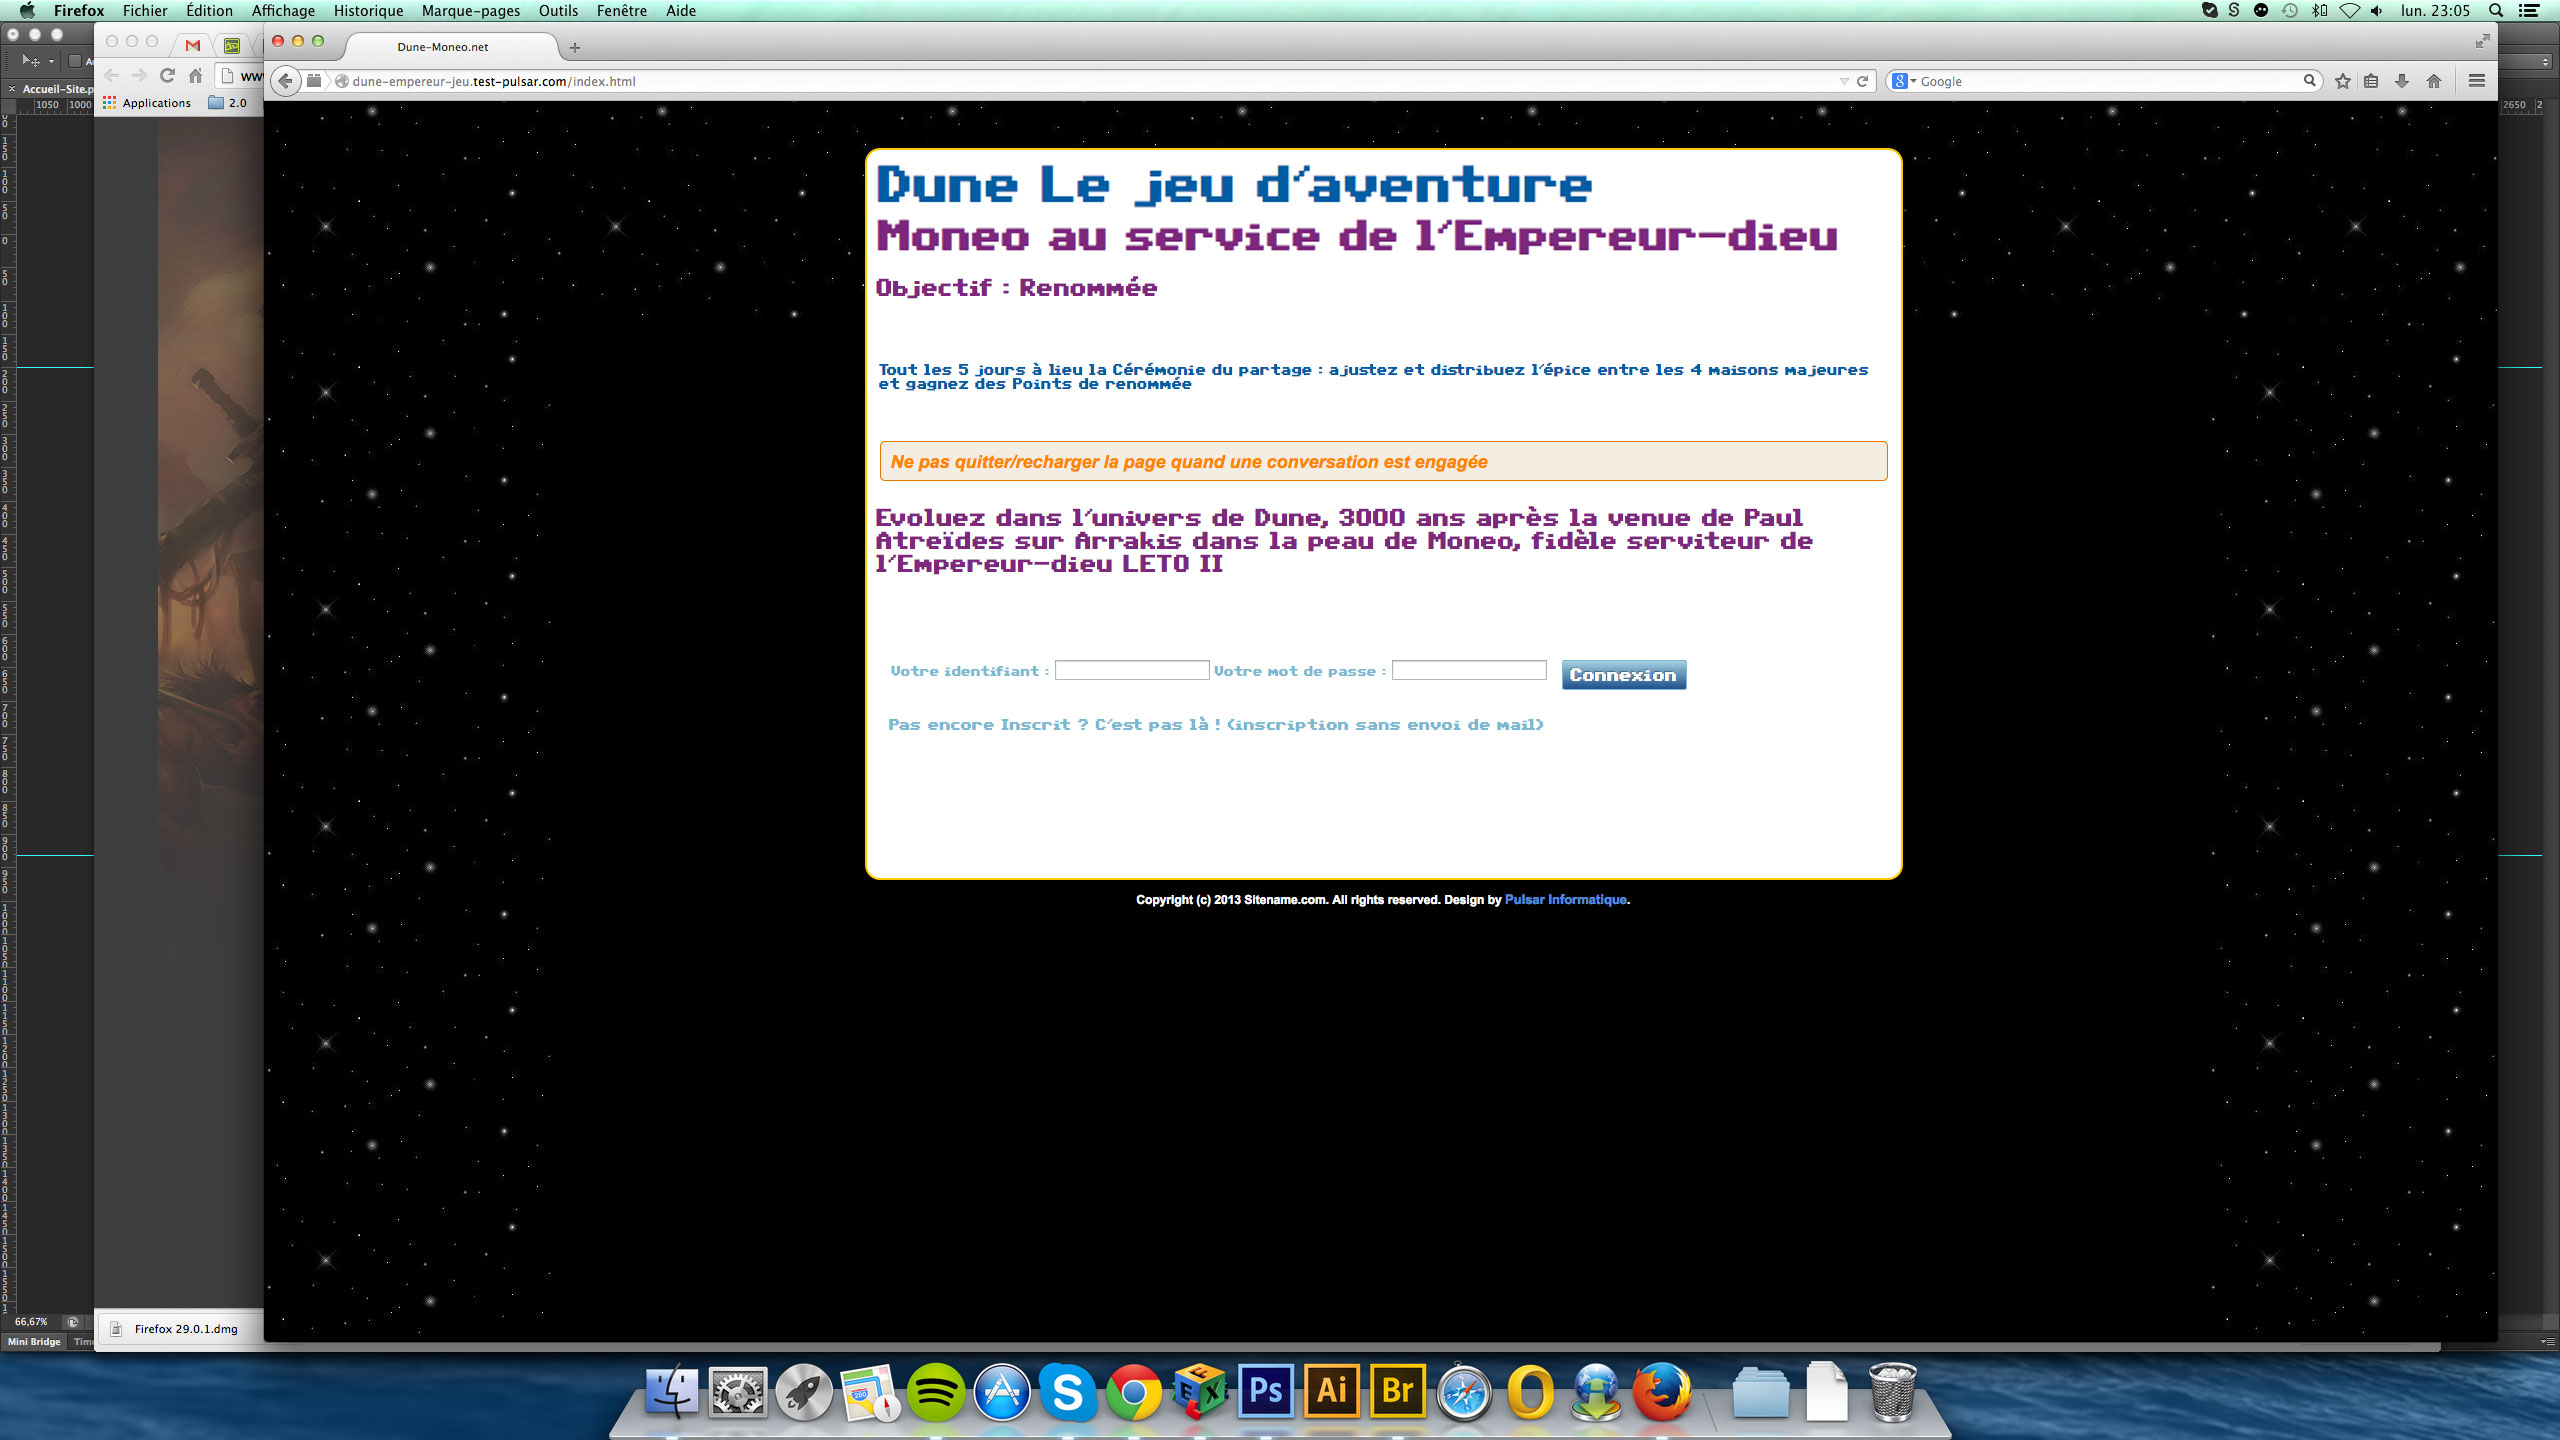 Firefox Fichier Édition Affichage Historique Marque-pages Outils Fenêtre Aide
lun. 23:05
Dune-Moneo.net
dune-empereur-jeu.test-pulsar.com/index.html
Google
Accueil-Site.p
1050 1000
2650
Applications 2.0
Dune Le jeu d'aventure
Moneo au service de l'Empereur-dieu
Objectif : Renommée
Tout les 5 jours à lieu la Cérémonie du partage : ajustez et distribuez l'épice entre les 4 maisons majeures
et gagnez des Points de renommée
Ne pas quitter/recharger la page quand une conversation est engagée
Evoluez dans l'univers de Dune, 3000 ans après la venue de Paul
Atreïdes sur Arrakis dans la peau de Moneo, fidèle serviteur de
l'Empereur-dieu LETO II
Votre identifiant : Votre mot de passe : Connexion
Pas encore Inscrit ? C'est pas là ! (inscription sans envoi de mail)
Copyright (c) 2013 Sitename.com. All rights reserved. Design by Pulsar Informatique.
66,67%
Firefox 29.0.1.dmg
Mini Bridge Time
Ps Ai Br